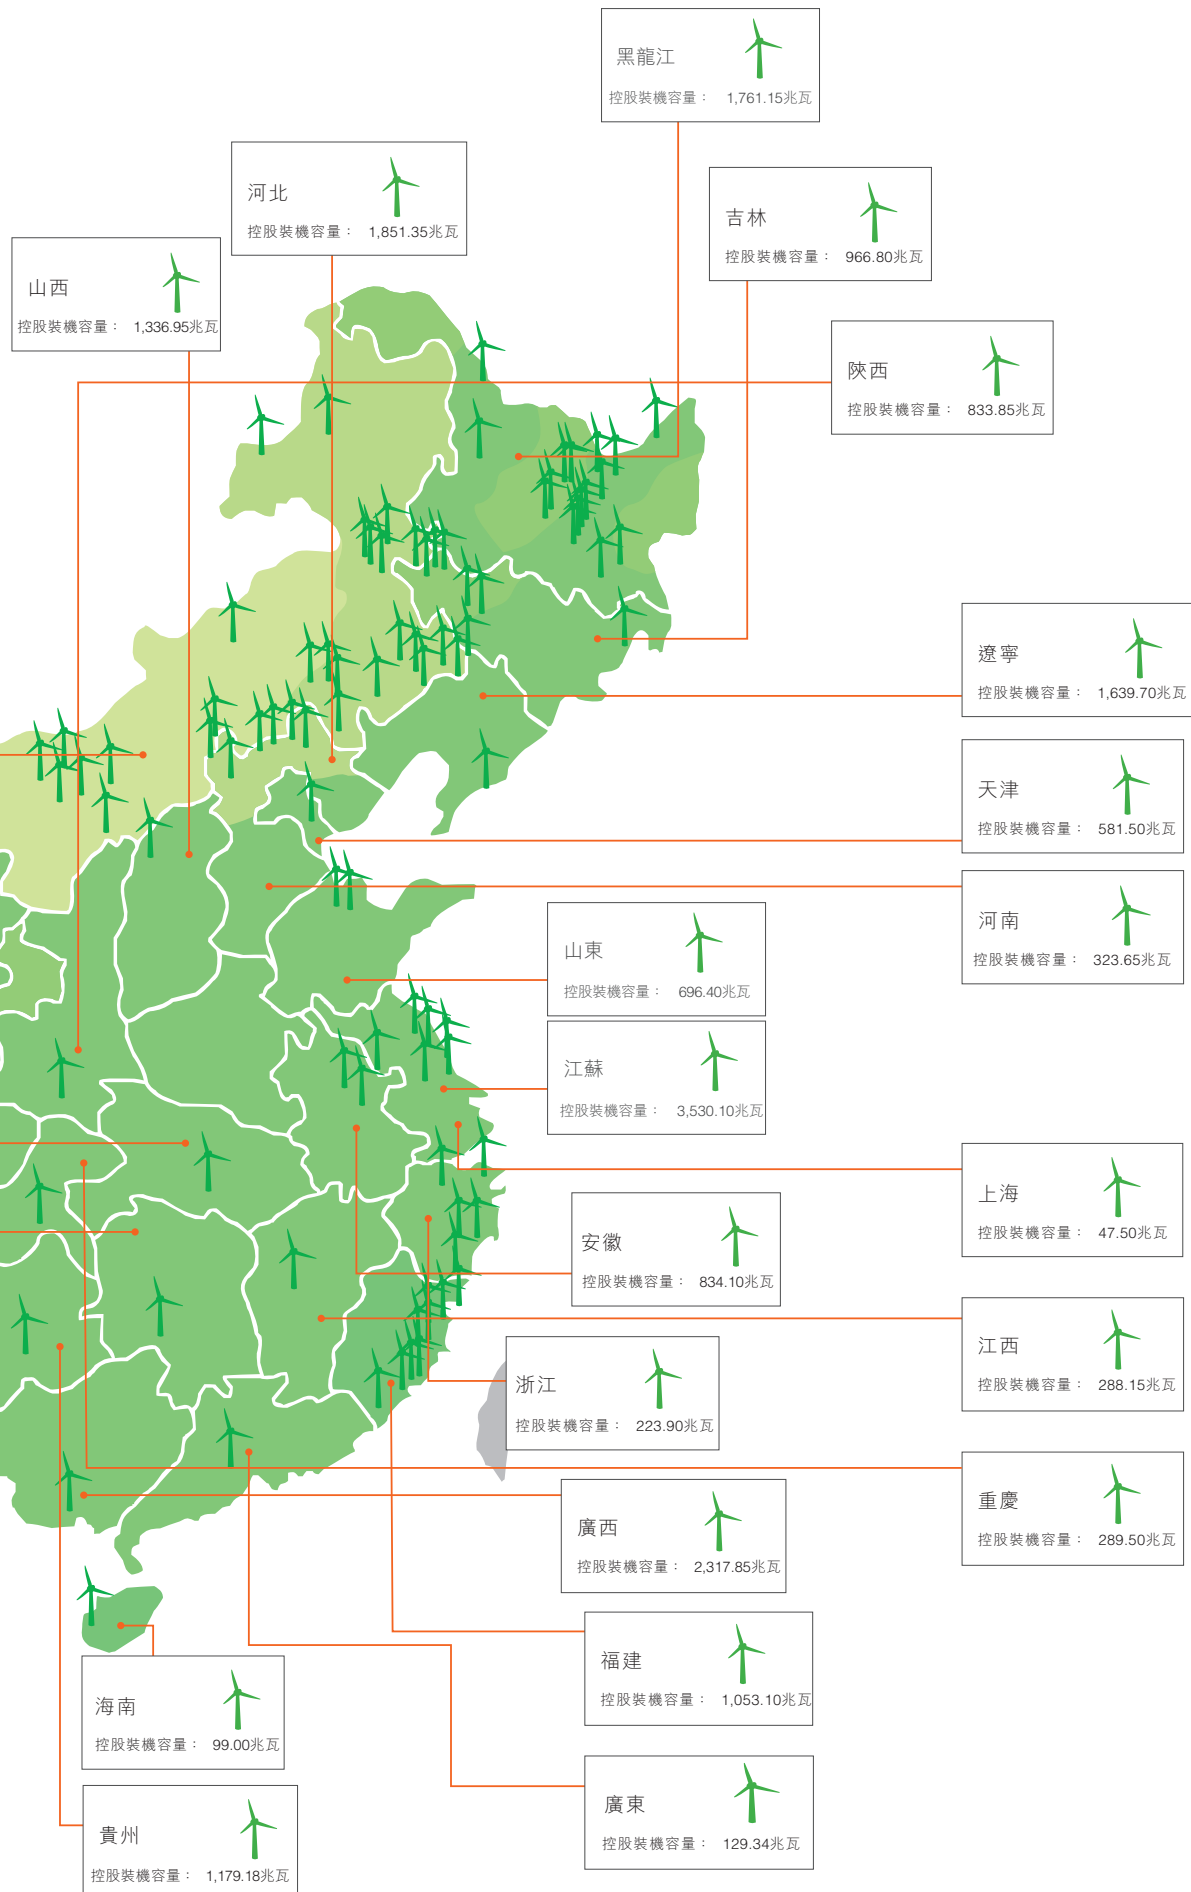 黑龍江
控股裝機容量： 1,761.15兆瓦
河北
控股裝機容量： 1,851.35兆瓦
吉林
控股裝機容量： 966.80兆瓦
山西
控股裝機容量： 1,336.95兆瓦
陝西
控股裝機容量： 833.85兆瓦
遼寧
控股裝機容量： 1,639.70兆瓦
天津
控股裝機容量： 581.50兆瓦
河南
控股裝機容量： 323.65兆瓦
山東
控股裝機容量： 696.40兆瓦
江蘇
控股裝機容量： 3,530.10兆瓦
上海
控股裝機容量： 47.50兆瓦
安徽
控股裝機容量： 834.10兆瓦
江西
控股裝機容量： 288.15兆瓦
浙江
控股裝機容量： 223.90兆瓦
重慶
控股裝機容量： 289.50兆瓦
廣西
控股裝機容量： 2,317.85兆瓦
福建
控股裝機容量： 1,053.10兆瓦
海南
控股裝機容量： 99.00兆瓦
廣東
控股裝機容量： 129.34兆瓦
貴州
控股裝機容量： 1,179.18兆瓦